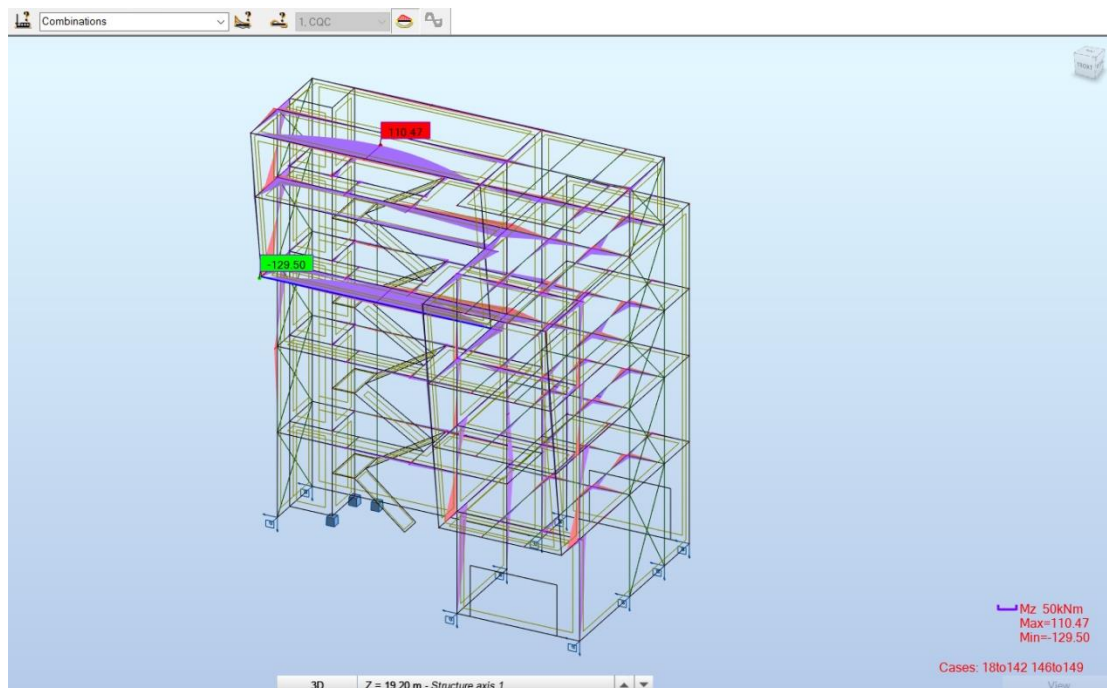 Combinations
1, CQC
FRONT
110.47
-129.50
Mz 50kNm
Max=110.47
Min=-129.50
Cases: 18to142 146to149
3D
Z = 19.20 m - Structure axis 1
View